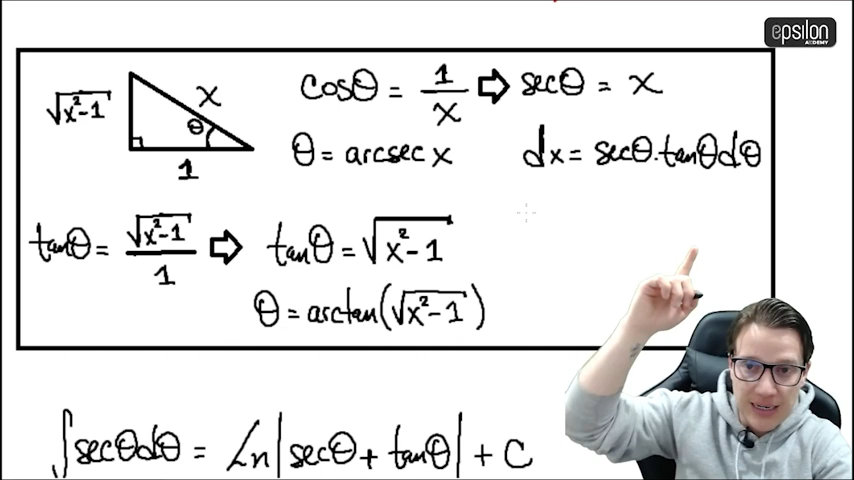 epsilon
ACADEMY
√x²-1
x
θ
1
cosθ = 1/x ⇨ secθ = x
θ = arcsec x
dx = secθ.tanθdθ
tanθ = √x²-1/1 ⇨ tanθ = √x²-1
θ = arctan(√x²-1)
∫secθdθ = Ln|secθ + tanθ| + C